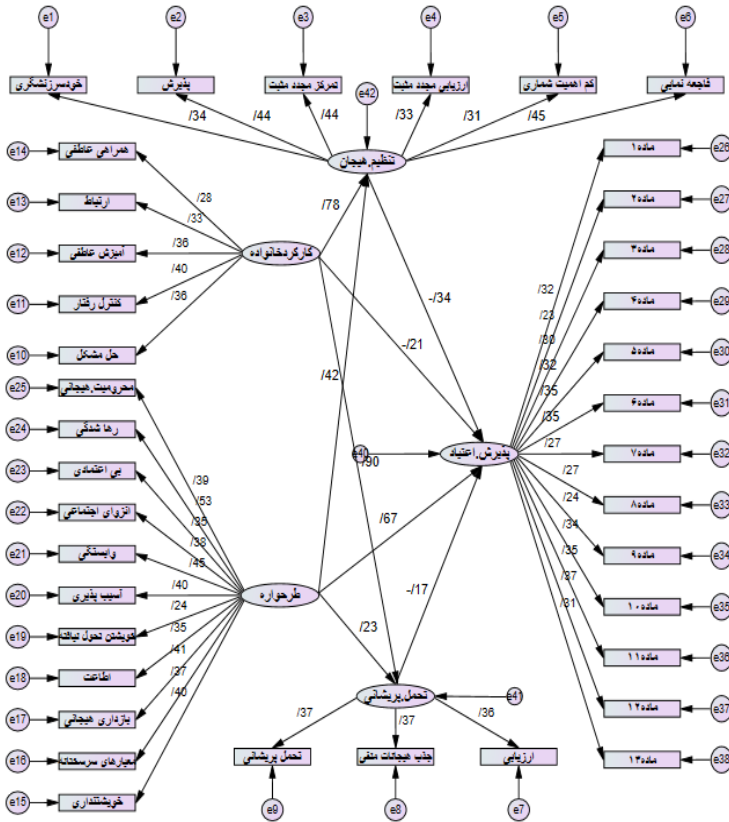 e1 e2 e3 e4 e5 e6
خودسرزنشگری پذیرش تمرکز مجدد مثبت ارزیابی مجدد مثبت کم اهمیت شماری فاجعه نمایی
e42
/34 /44 /44 /33 /31 /45
تنظیم.هیجان
e14 همراهی عاطفی
e13 ارتباط
e12 آمیزش عاطفی
e11 کنترل رفتار
e10 حل مشکل
/28
/33
/36
/40
/36
کارکردخانواده
/78
-/34
-/21
/42
/90
e40
پذیرش.اعتیاد
/67
-/17
/23
e25 محرومیت.هیجانی
e24 رها شدگی
e23 بی اعتمادی
e22 انزوای اجتماعی
e21 وابستگی
e20 آسیب پذیری
e19 خویشتن تحول نیافته
e18 اطاعت
e17 بازداری هیجانی
e16 معیارهای سرسختانه
e15 خویشتنداری
/39
/53
/35
/38
/45
/40
/24
/35
/41
/37
/40
طرحواره
تحمل.پریشانی
e41
/37 /37 /36
تحمل پریشانی جذب هیجانات منفی ارزیابی
e9 e8 e7
ماده۱ e26
ماده۲ e27
ماده۳ e28
ماده۴ e29
ماده۵ e30
ماده۶ e31
ماده۷ e32
ماده۸ e33
ماده۹ e34
ماده۱۰ e35
ماده۱۱ e36
ماده۱۲ e37
ماده۱۳ e38
/32
/23
/30
/32
/35
/35
/27
/27
/24
/34
/35
/37
/31